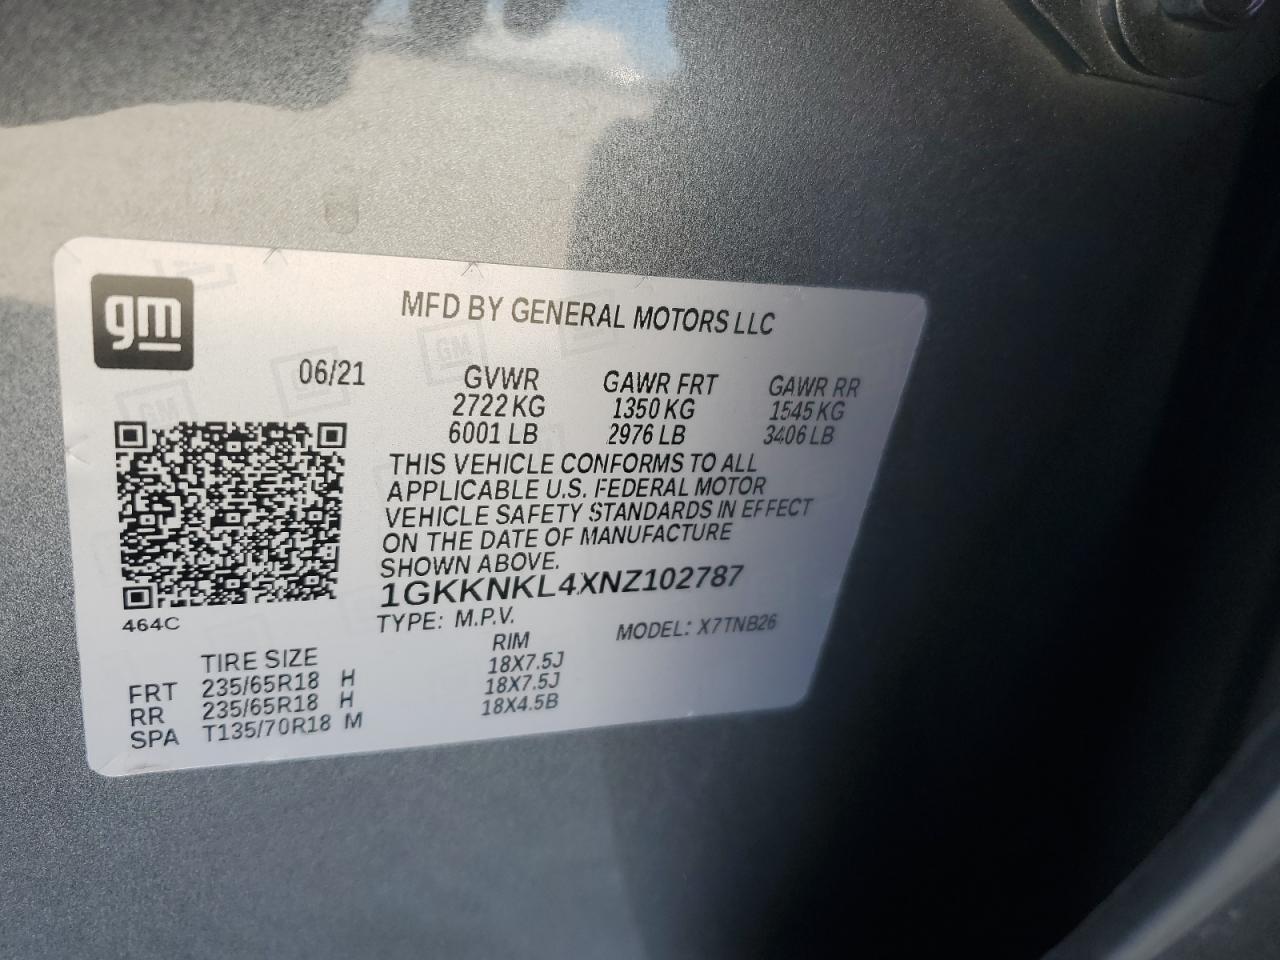 gm
MFD BY GENERAL MOTORS LLC
06/21 GVWR GAWR FRT GAWR RR
2722 KG 1350 KG 1545 KG
6001 LB 2976 LB 3406 LB
THIS VEHICLE CONFORMS TO ALL
APPLICABLE U.S. FEDERAL MOTOR
VEHICLE SAFETY STANDARDS IN EFFECT
ON THE DATE OF MANUFACTURE
SHOWN ABOVE.
1GKKNKL4XNZ102787
464C
TYPE: M.P.V. MODEL: X7TNB26
TIRE SIZE RIM
FRT 235/65R18 H 18X7.5J
RR 235/65R18 H 18X7.5J
SPA T135/70R18 M 18X4.5B